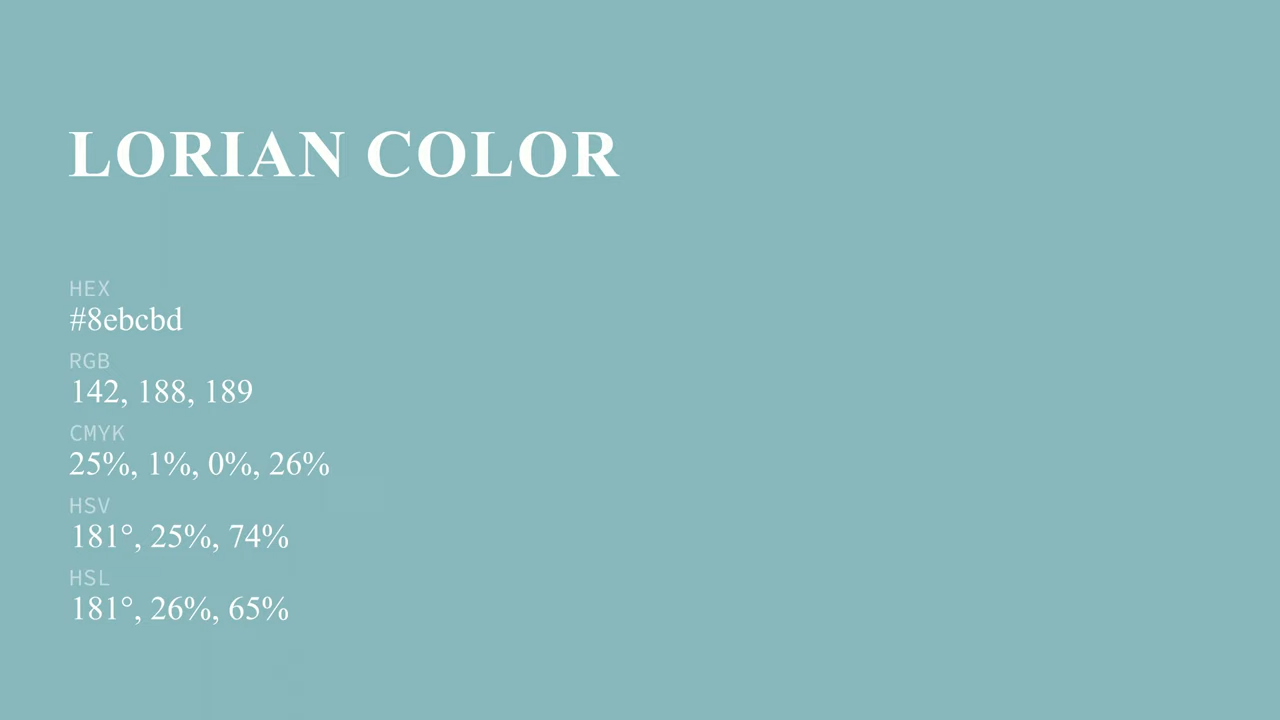 LORIAN COLOR
HEX
#8ebcbd
RGB
142, 188, 189
CMYK
25%, 1%, 0%, 26%
HSV
181°, 25%, 74%
HSL
181°, 26%, 65%